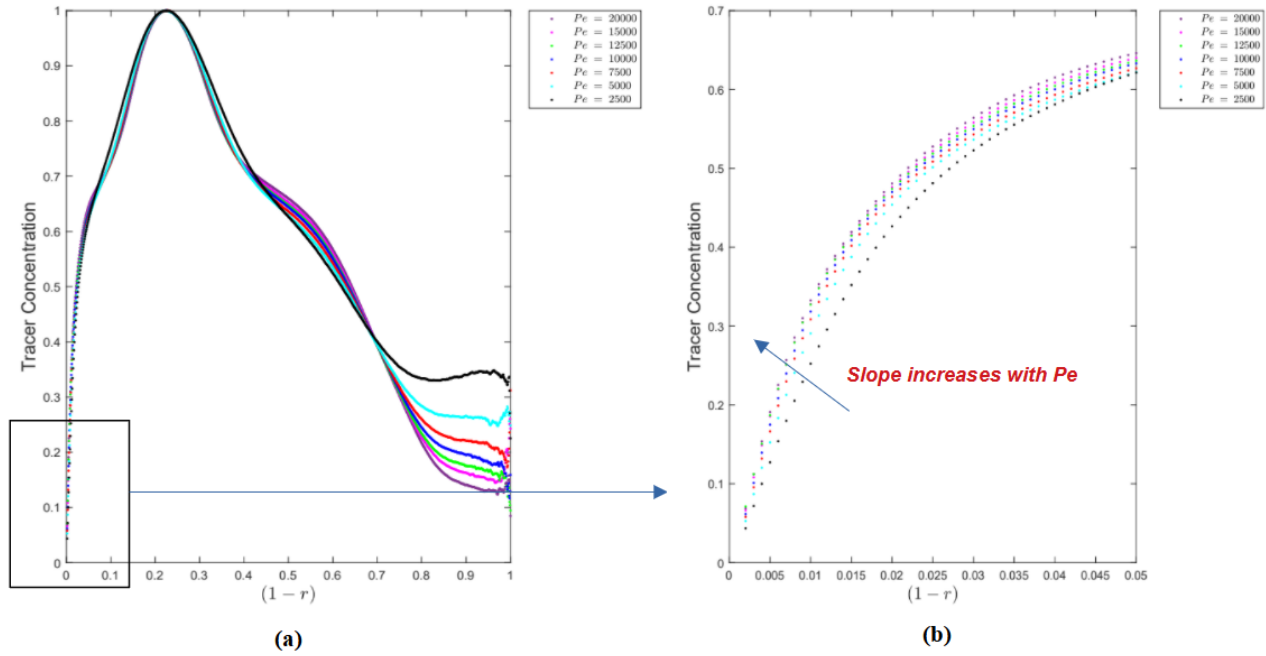 Pe = 20000
Pe = 15000
Pe = 12500
Pe = 10000
Pe = 7500
Pe = 5000
Pe = 2500
Tracer Concentration
1
0.9
0.8
0.7
0.6
0.5
0.4
0.3
0.2
0.1
0
0 0.1 0.2 0.3 0.4 0.5 0.6 0.7 0.8 0.9 1
(1 − r)
(a)
Pe = 20000
Pe = 15000
Pe = 12500
Pe = 10000
Pe = 7500
Pe = 5000
Pe = 2500
Tracer Concentration
0.7
0.6
0.5
0.4
0.3
0.2
0.1
0
Slope increases with Pe
0 0.005 0.01 0.015 0.02 0.025 0.03 0.035 0.04 0.045 0.05
(1 − r)
(b)